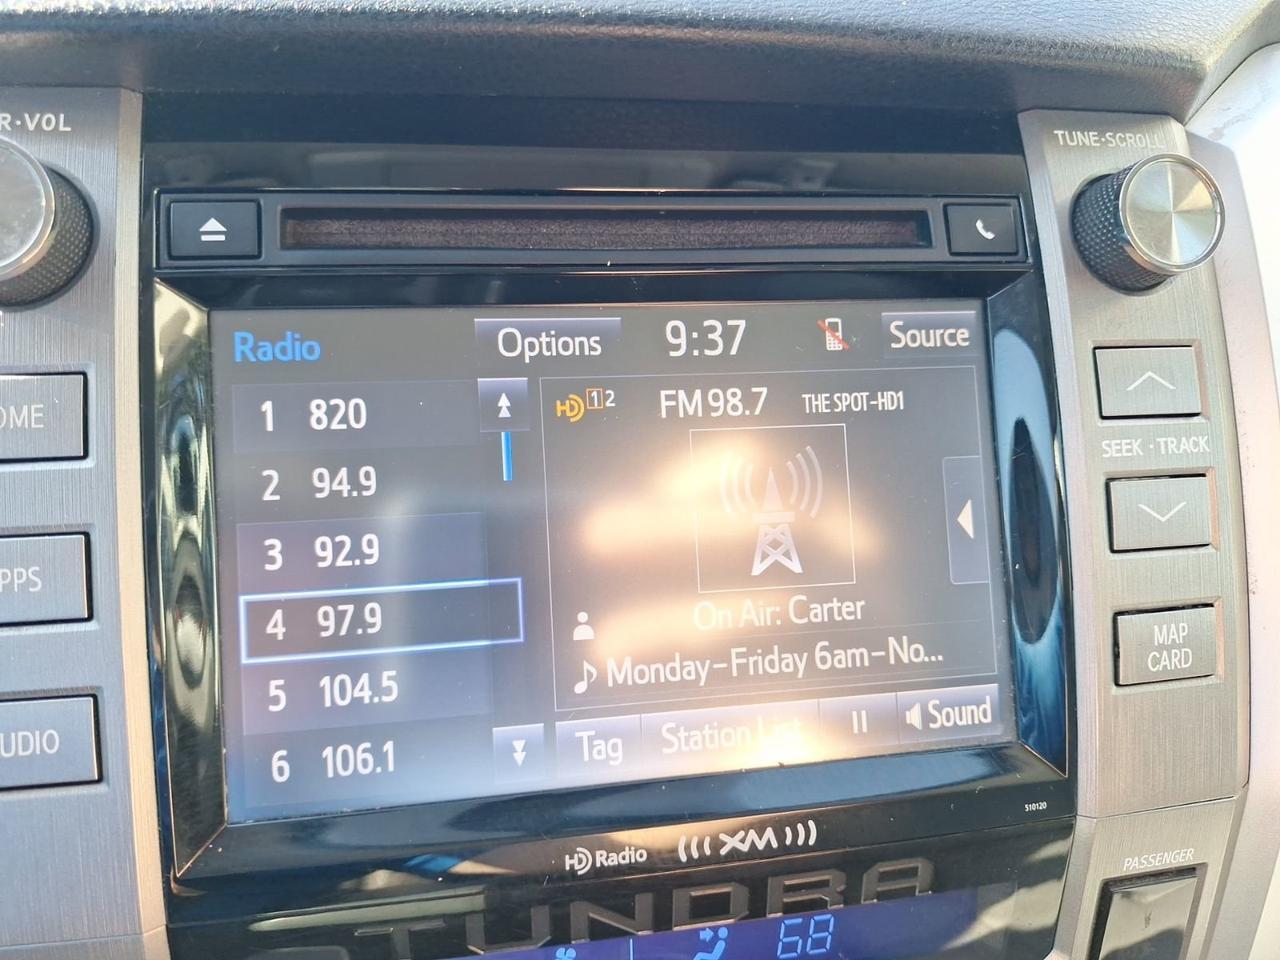 R·VOL
TUNE·SCROLL
Radio
Options
9:37
Source
1 820
2 94.9
3 92.9
4 97.9
5 104.5
6 106.1
HD 1 2
FM 98.7
THE SPOT-HD1
On Air: Carter
Monday-Friday 6am-No...
Tag
Station List
Sound
OME
PPS
UDIO
SEEK·TRACK
MAP
CARD
510120
HD Radio
((( XM )))
TUNDRA
68
PASSENGER